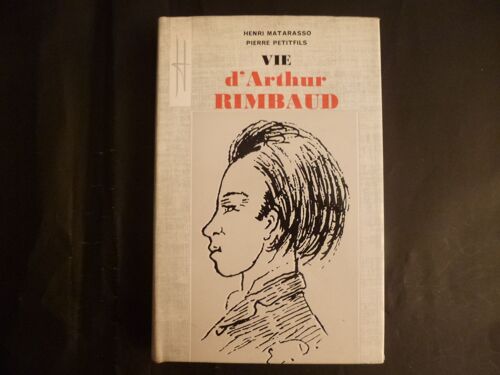 HENRI MATARASSO
PIERRE PETITFILS
VIE
d'Arthur
RIMBAUD